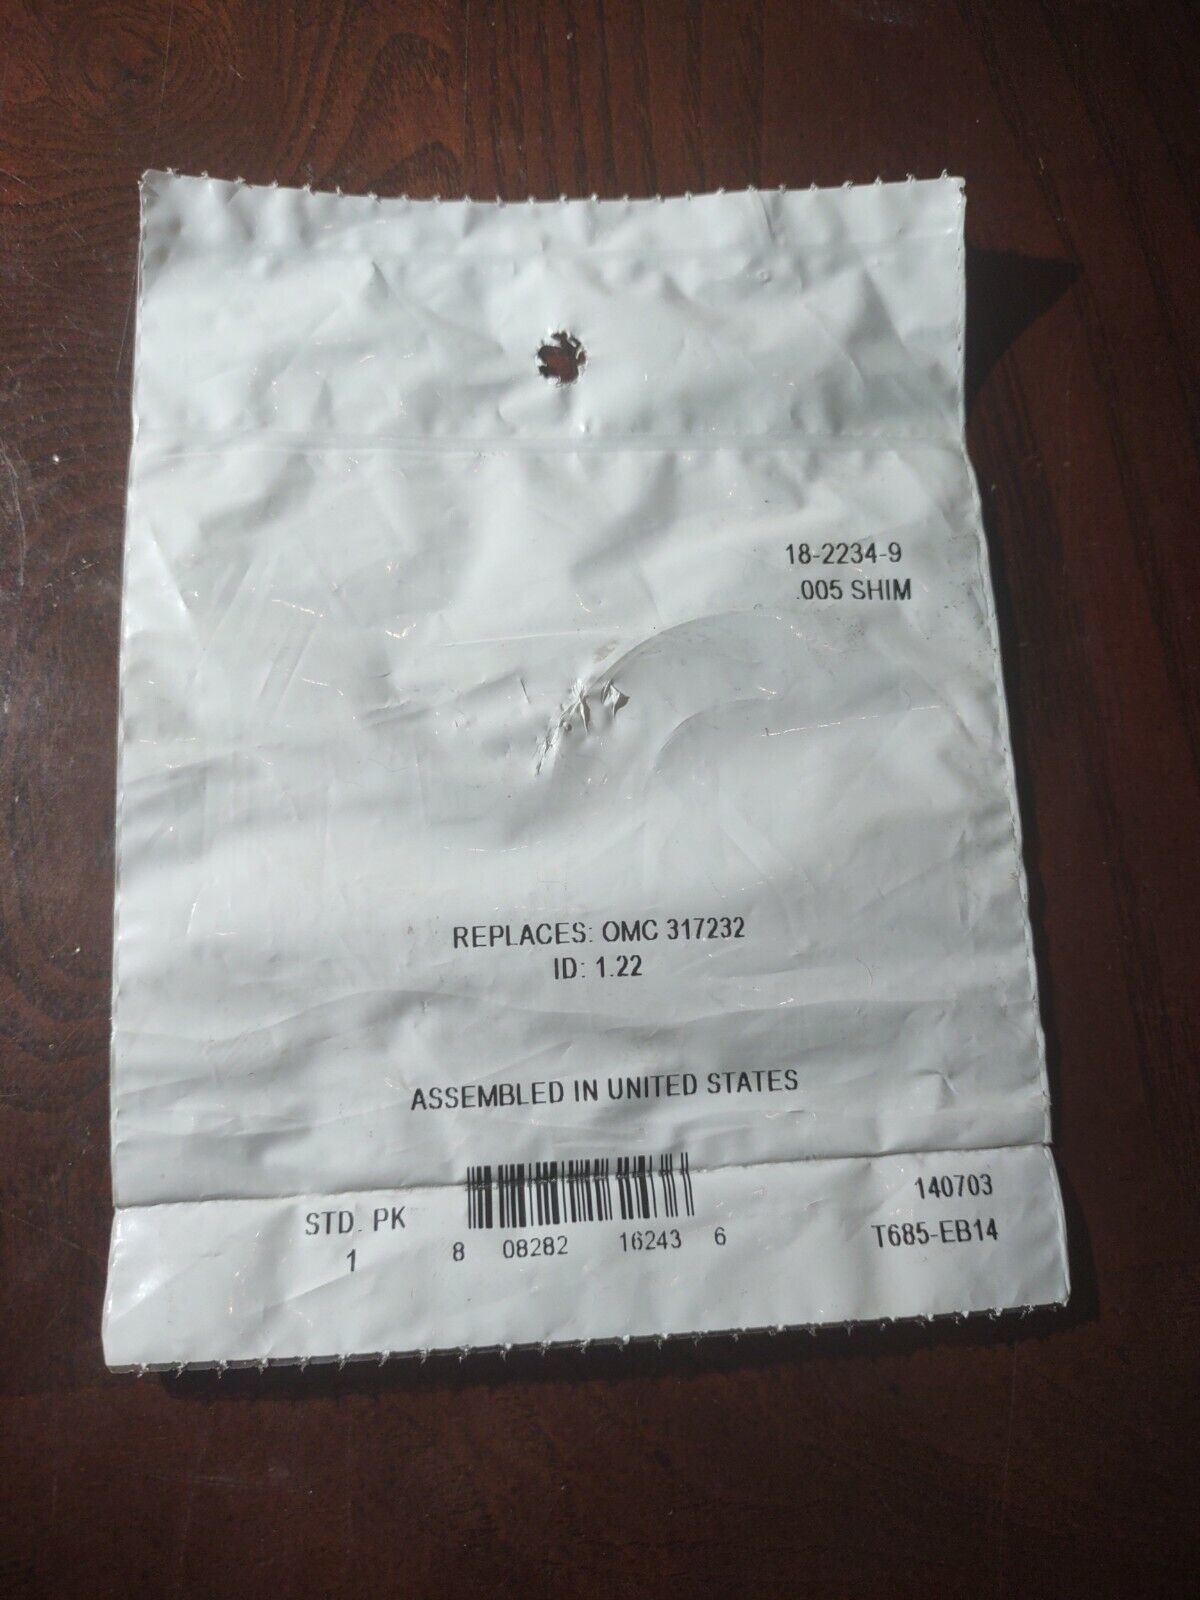 18-2234-9
.005 SHIM
REPLACES: OMC 317232
ID: 1.22
ASSEMBLED IN UNITED STATES
STD. PK
1
8 08282 16243 6
140703
T685-EB14